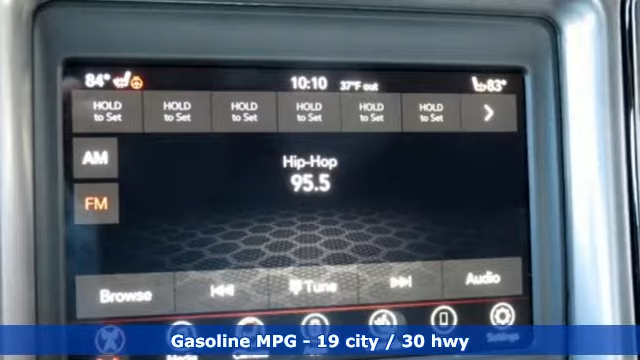 84° 10:10 37°F out 83°
HOLD HOLD HOLD HOLD HOLD HOLD
to Set to Set to Set to Set to Set to Set
AM
Hip-Hop
95.5
FM
Browse Tune Audio
Settings
Media
Gasoline MPG - 19 city / 30 hwy